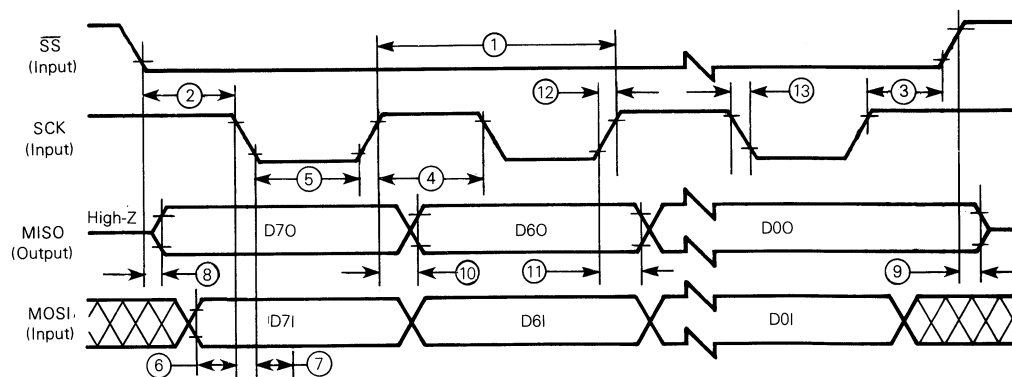 SS
(Input)
①
②
⑫
⑬
③
SCK
(Input)
⑤
④
High-Z
MISO
(Output)
D7O
D6O
D0O
⑧
⑩
⑪
⑨
MOSI
(Input)
D7I
D6I
D0I
⑥
⑦